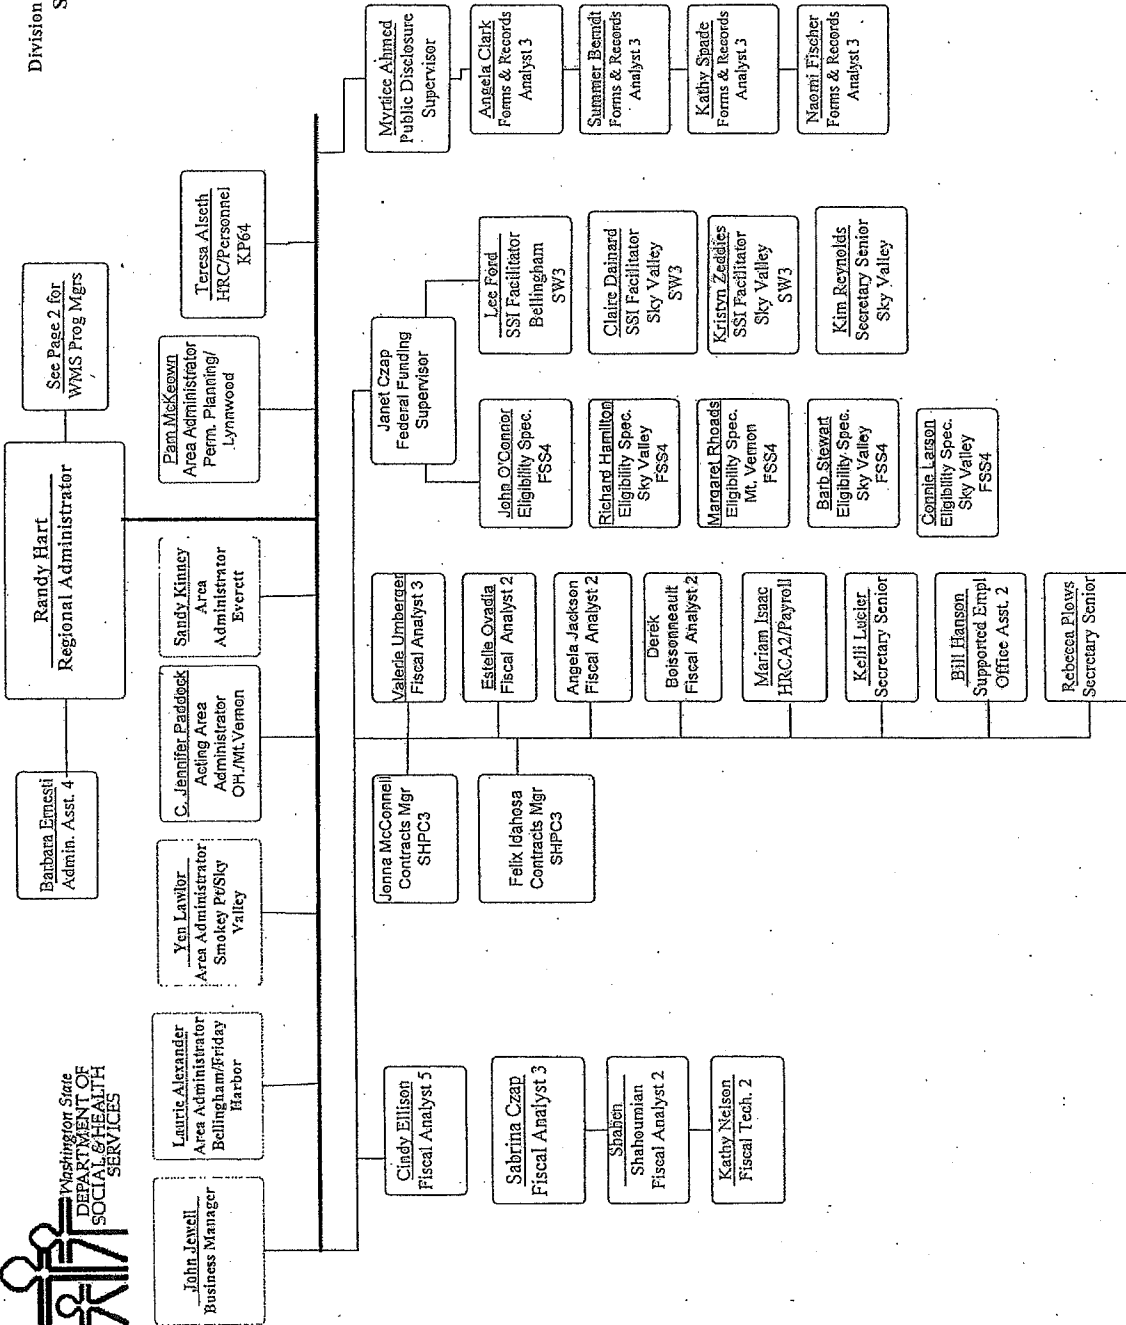 Washington State
DEPARTMENT OF
SOCIAL & HEALTH
SERVICES
Division
S
Barbara Ernesti
Admin. Asst. 4
Randy Hart
Regional Administrator
See Page 2 for
WMS Prog Mgrs
John Jewell
Business Manager
Laurie Alexander
Area Administrator
Bellingham/Friday
Harbor
Yen Lawlor
Area Administrator
Smokey Pt/Sky
Valley
C. Jennifer Paddock
Acting Area
Administrator
OH./Mt.Vernon
Sandy Kinney
Area
Administrator
Everett
Pam McKeown
Area Administrator
Perm. Planning/
Lynnwood
Teresa Alseth
HRC/Personnel
KP64
Cindy Ellison
Fiscal Analyst 5
Sabrina Czap
Fiscal Analyst 3
Shahen
Shahoumian
Fiscal Analyst 2
Kathy Nelson
Fiscal Tech. 2
Jonna McConnell
Contracts Mgr
SHPC3
Felix Idahosa
Contracts Mgr
SHPC3
Valerie Umberger
Fiscal Analyst 3
Estelle Ovadia
Fiscal Analyst 2
Angela Jackson
Fiscal Analyst 2
Derek
Boissonneault
Fiscal Analyst 2
Mariam Isaac
HRCA2/Payroll
Kelli Lucier
Secretary Senior
Bill Hanson
Supported Empl
Office Asst. 2
Rebecca Plows
Secretary Senior
Janet Czap
Federal Funding
Supervisor
John O'Connor
Eligibility Spec.
FSS4
Richard Hamilton
Eligibility Spec.
Sky Valley
FSS4
Margaret Rhoads
Eligibility Spec.
Mt. Vernon
FSS4
Barb Stewart
Eligibility Spec.
Sky Valley
FSS4
Connie Larson
Eligibility Spec.
Sky Valley
FSS4
Lee Ford
SSI Facilitator
Bellingham
SW3
Claire Dainard
SSI Facilitator
Sky Valley
SW3
Kristyn Zeddies
SSI Facilitator
Sky Valley
SW3
Kim Reynolds
Secretary Senior
Sky Valley
Myrtice Ahmed
Public Disclosure
Supervisor
Angela Clark
Forms & Records
Analyst 3
Summer Berndt
Forms & Records
Analyst 3
Kathy Spade
Forms & Records
Analyst 3
Naomi Fischer
Forms & Records
Analyst 3